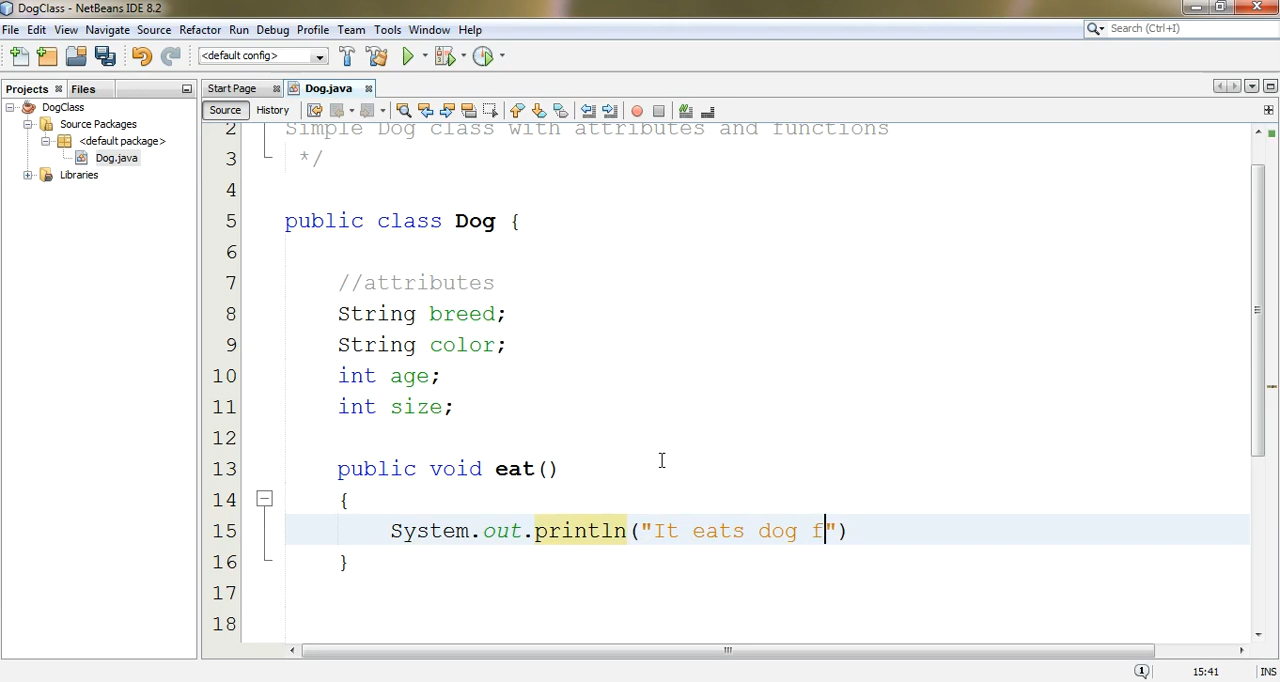 DogClass - NetBeans IDE 8.2
File Edit View Navigate Source Refactor Run Debug Profile Team Tools Window Help
Search (Ctrl+I)
<default config>
Projects Files
Start Page Dog.java
DogClass
Source History
Source Packages
<default package>
Dog.java
Libraries
2 Simple Dog class with attributes and functions
3 */
4
5 public class Dog {
6
7 //attributes
8 String breed;
9 String color;
10 int age;
11 int size;
12
13 public void eat()
14 {
15 System.out.println("It eats dog f")
16 }
17
18
15:41 INS